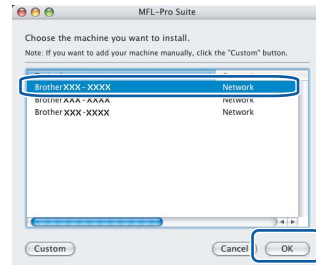 MFL-Pro Suite
Choose the machine you want to install.
Note: If you want to add your machine manually, click the "Custom" button.
Brother XXX - XXXX Network
Brother XXX - XXXX Network
Brother XXX - XXXX Network
Custom Cancel OK